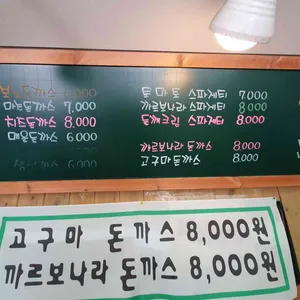 마늘돈까스 7,000
치즈돈까스 8,000
매운돈까스 6,000
6,000
토마토 스파게티 7,000
까르보나라 스파게티 8,000
돈까스크림 스파게티 8,000
까르보나라 돈까스 8,000
고구마 돈까스 8,000
고구마 돈까스 8,000원
까르보나라 돈까스 8,000원